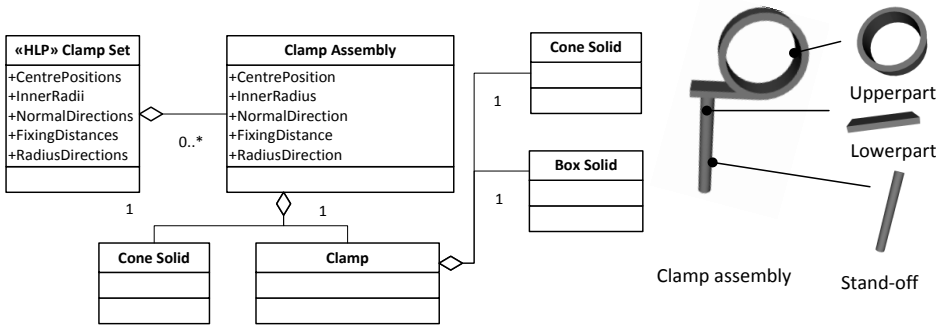 «HLP» Clamp Set
+CentrePositions
+InnerRadii
+NormalDirections
+FixingDistances
+RadiusDirections
0..*
Clamp Assembly
+CentrePosition
+InnerRadius
+NormalDirection
+FixingDistance
+RadiusDirection
1
1
Cone Solid
Clamp
Cone Solid
1
Box Solid
1
Upperpart
Lowerpart
Clamp assembly
Stand-off